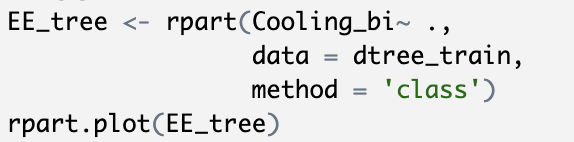 EE_tree <- rpart(Cooling_bi~ .,
                 data = dtree_train,
                 method = 'class')
rpart.plot(EE_tree)